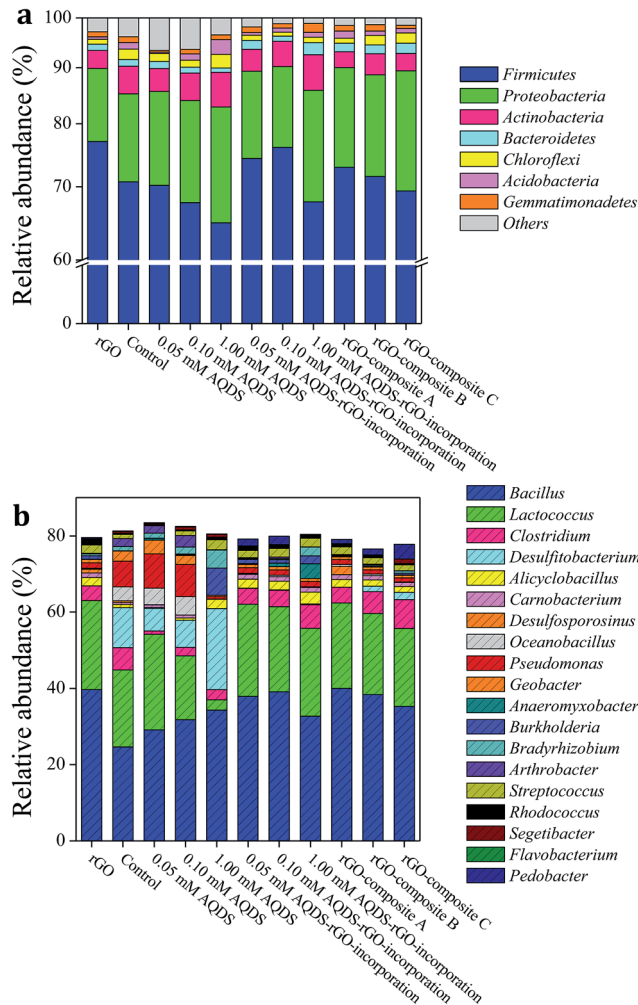 a
Relative abundance (%)
100
90
80
70
60
0
rGO
Control
0.05 mM AQDS
0.10 mM AQDS
1.00 mM AQDS
0.05 mM AQDS-rGO-incorporation
0.10 mM AQDS-rGO-incorporation
1.00 mM AQDS-rGO-incorporation
rGO-composite A
rGO-composite B
rGO-composite C
Firmicutes
Proteobacteria
Actinobacteria
Bacteroidetes
Chloroflexi
Acidobacteria
Gemmatimonadetes
Others
b
Relative abundance (%)
80
60
40
20
0
rGO
Control
0.05 mM AQDS
0.10 mM AQDS
1.00 mM AQDS
0.05 mM AQDS-rGO-incorporation
0.10 mM AQDS-rGO-incorporation
1.00 mM AQDS-rGO-incorporation
rGO-composite A
rGO-composite B
rGO-composite C
Bacillus
Lactococcus
Clostridium
Desulfitobacterium
Alicyclobacillus
Carnobacterium
Desulfosporosinus
Oceanobacillus
Pseudomonas
Geobacter
Anaeromyxobacter
Burkholderia
Bradyrhizobium
Arthrobacter
Streptococcus
Rhodococcus
Segetibacter
Flavobacterium
Pedobacter